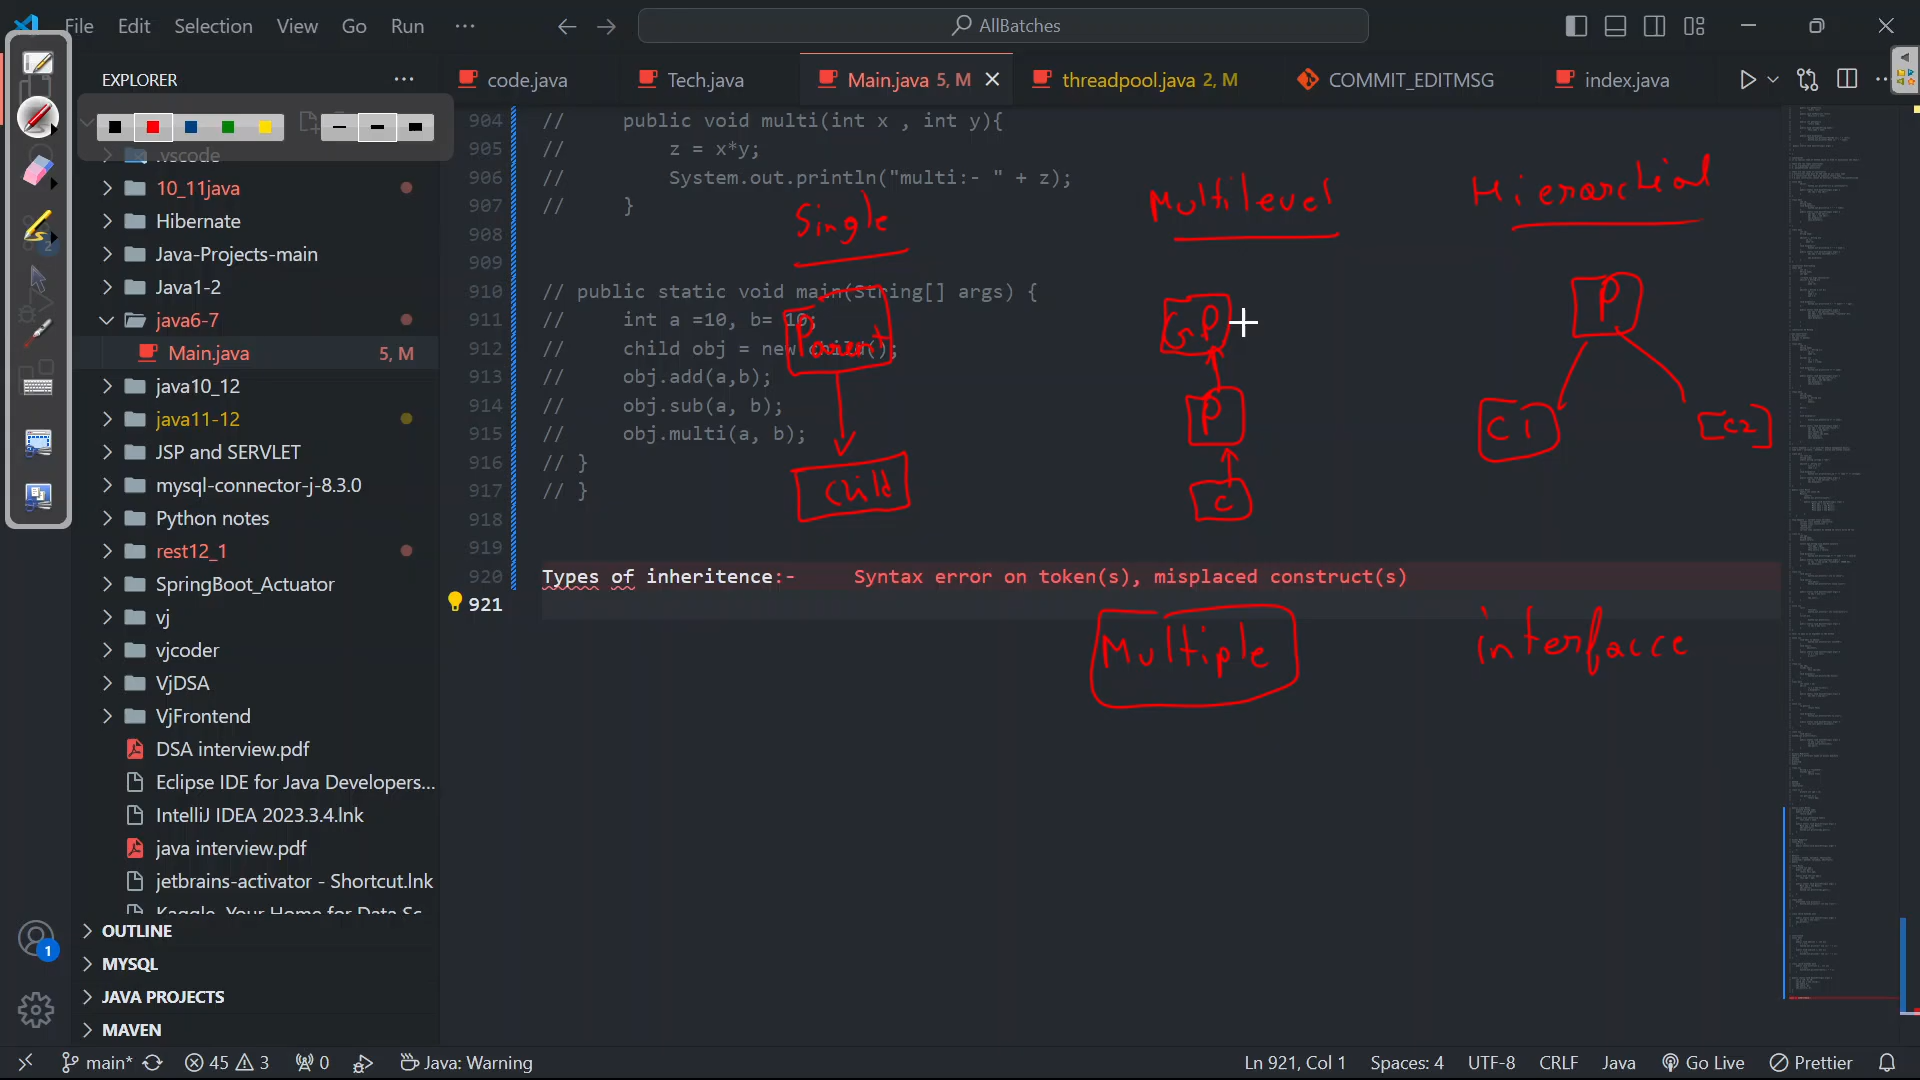 File Edit Selection View Go Run ··· AllBatches
EXPLORER ···
code.java Tech.java Main.java 5, M threadpool.java 2, M COMMIT_EDITMSG index.java
.vscode
10_11java
Hibernate
Java-Projects-main
Java1-2
java6-7
Main.java 5, M
java10_12
java11-12
JSP and SERVLET
mysql-connector-j-8.3.0
Python notes
rest12_1
SpringBoot_Actuator
vj
vjcoder
VjDSA
VjFrontend
DSA interview.pdf
Eclipse IDE for Java Developers...
IntelliJ IDEA 2023.3.4.lnk
java interview.pdf
jetbrains-activator - Shortcut.lnk
OUTLINE
MYSQL
JAVA PROJECTS
MAVEN
2
1
904 // public void multi(int x , int y){
905 // z = x*y;
906 // System.out.println("multi:- " + z);
907 // }
908
909
910 // public static void main(String[] args) {
911 // int a =10, b= 10;
912 // child obj = new child();
913 // obj.add(a,b);
914 // obj.sub(a, b);
915 // obj.multi(a, b);
916 // }
917 // }
918
919
920 Types of inheritence:- Syntax error on token(s), misplaced construct(s)
921
Single
Parent
child
Multilevel
GP
P
C
Hierarchial
P
C1 C2
Multiple interfacce
main* 45 3 0 Java: Warning Ln 921, Col 1 Spaces: 4 UTF-8 CRLF Java Go Live Prettier